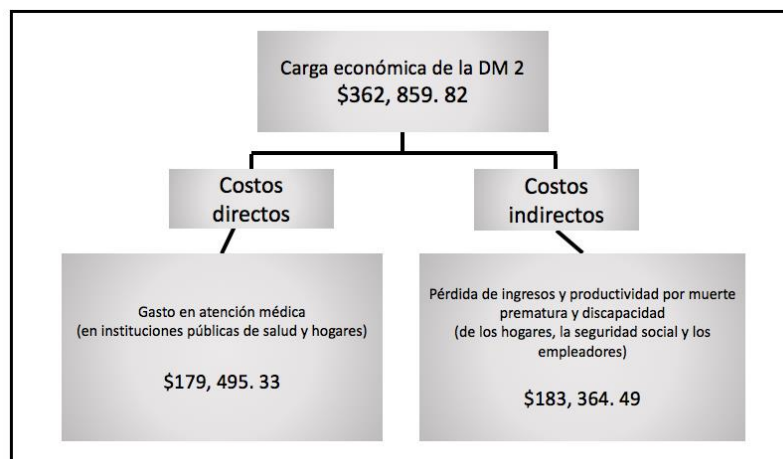 Carga económica de la DM 2
$362, 859. 82
Costos
directos
Costos
indirectos
Gasto en atención médica
(en instituciones públicas de salud y hogares)
$179, 495. 33
Pérdida de ingresos y productividad por muerte
prematura y discapacidad
(de los hogares, la seguridad social y los
empleadores)
$183, 364. 49